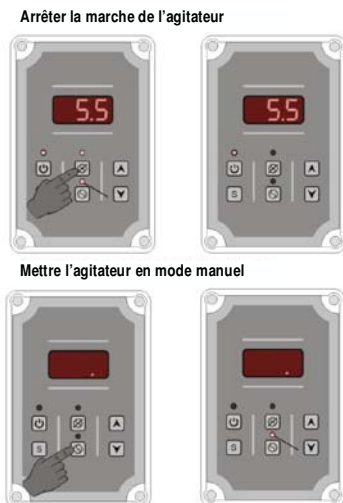 Arrêter la marche de l'agitateur
5.5
5.5
S
Mettre l'agitateur en mode manuel
.
.
S
S